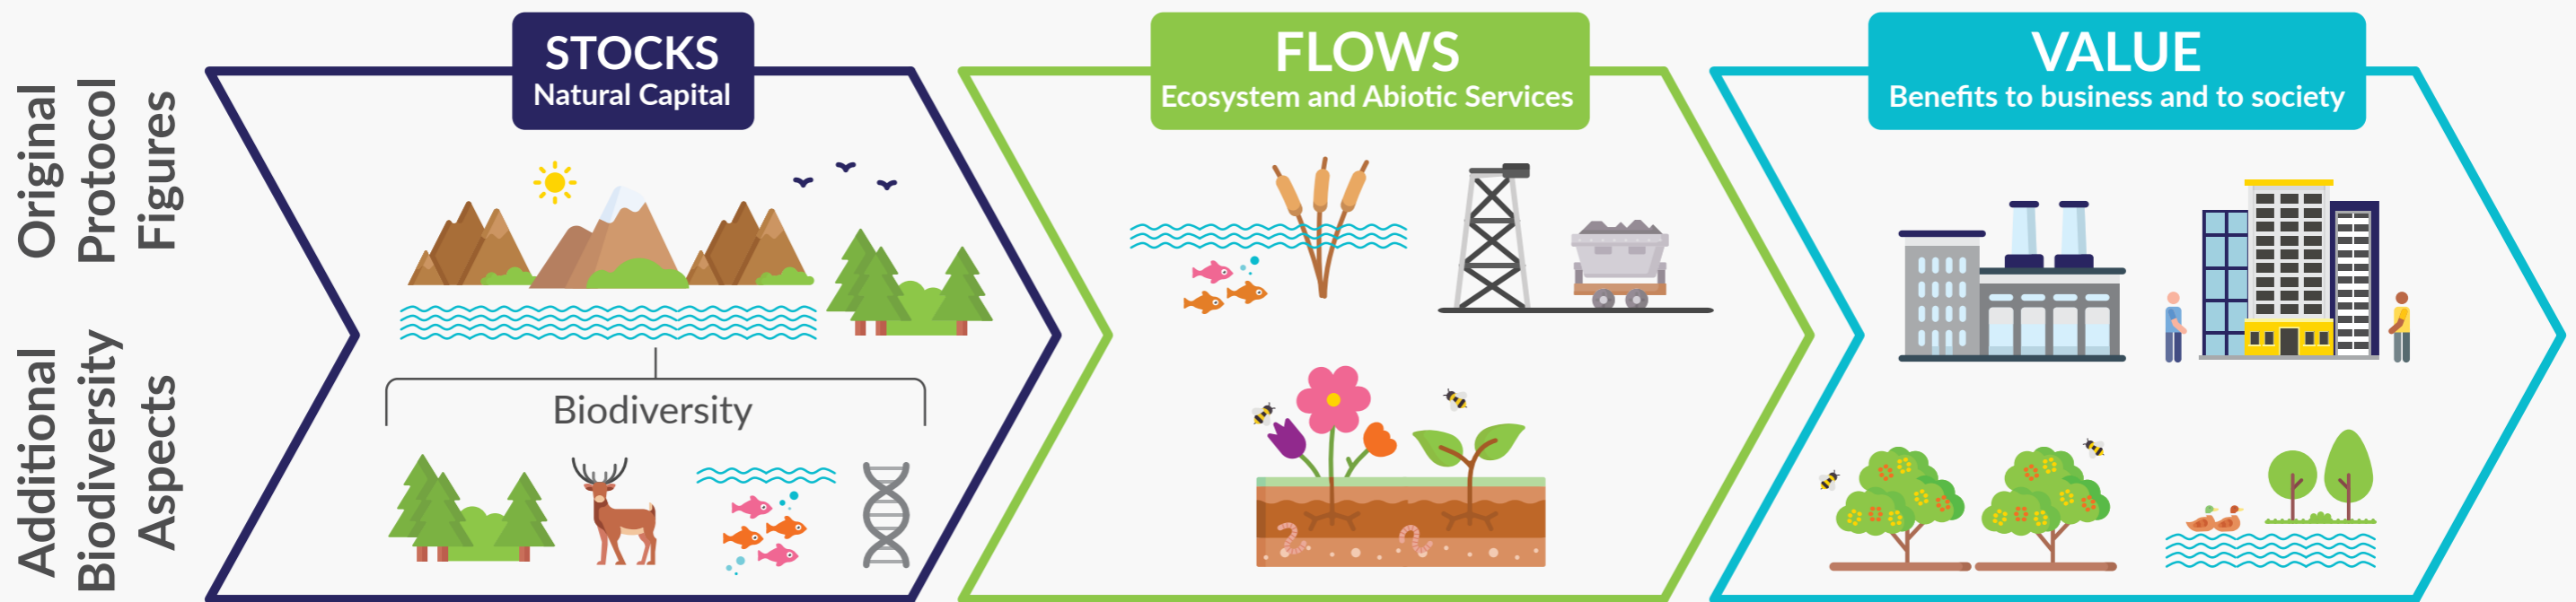 Original
Protocol
Figures
STOCKS
Natural Capital
FLOWS
Ecosystem and Abiotic Services
VALUE
Benefits to business and to society
Additional
Biodiversity
Aspects
Biodiversity